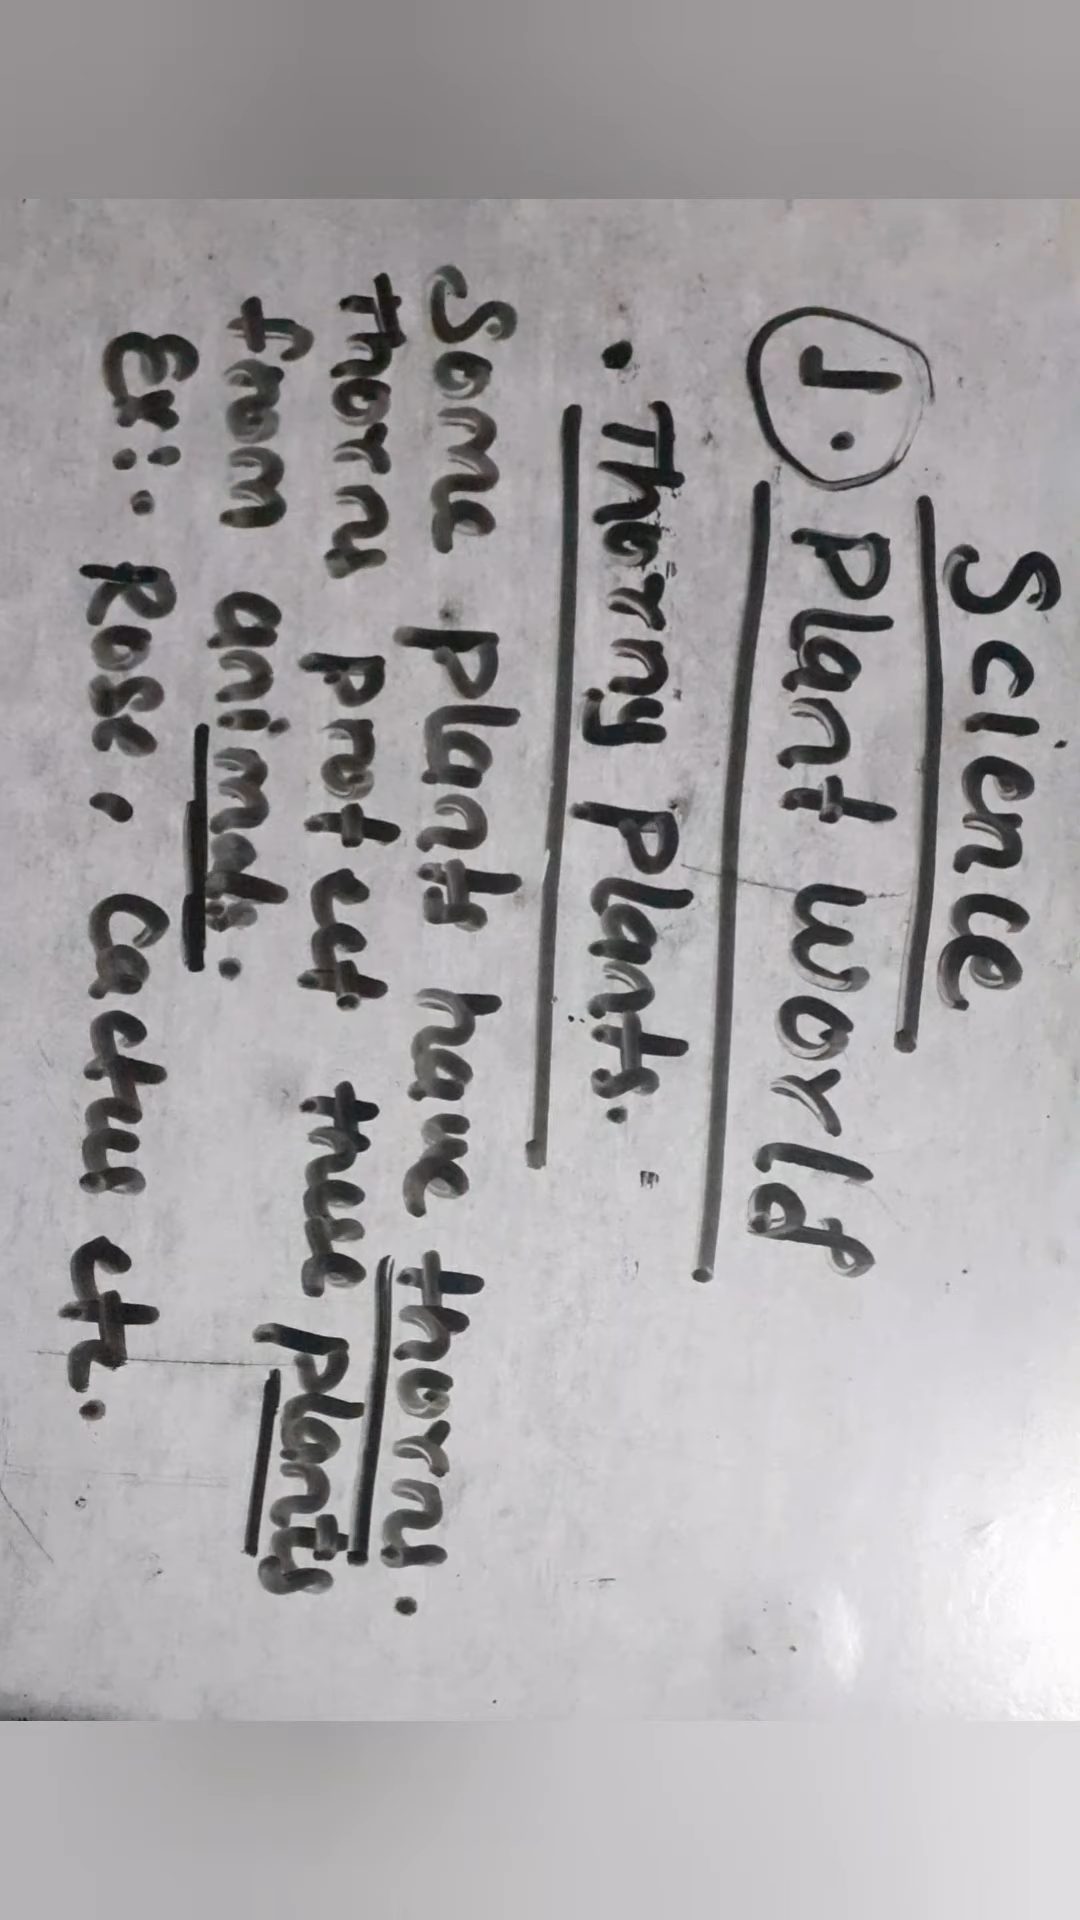 Science
1. Plant world
. Thorny Plants.
Some plants have thorns.
Thorns protect these plants
from animals.
Ex:. Rose, Cactus etc.